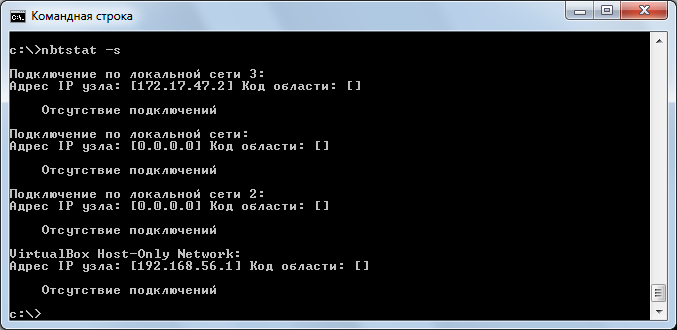 Командная строка
c:\>nbtstat -s
Подключение по локальной сети 3:
Адрес IP узла: [172.17.47.2] Код области: []
Отсутствие подключений
Подключение по локальной сети:
Адрес IP узла: [0.0.0.0] Код области: []
Отсутствие подключений
Подключение по локальной сети 2:
Адрес IP узла: [0.0.0.0] Код области: []
Отсутствие подключений
VirtualBox Host-Only Network:
Адрес IP узла: [192.168.56.1] Код области: []
Отсутствие подключений
c:\>